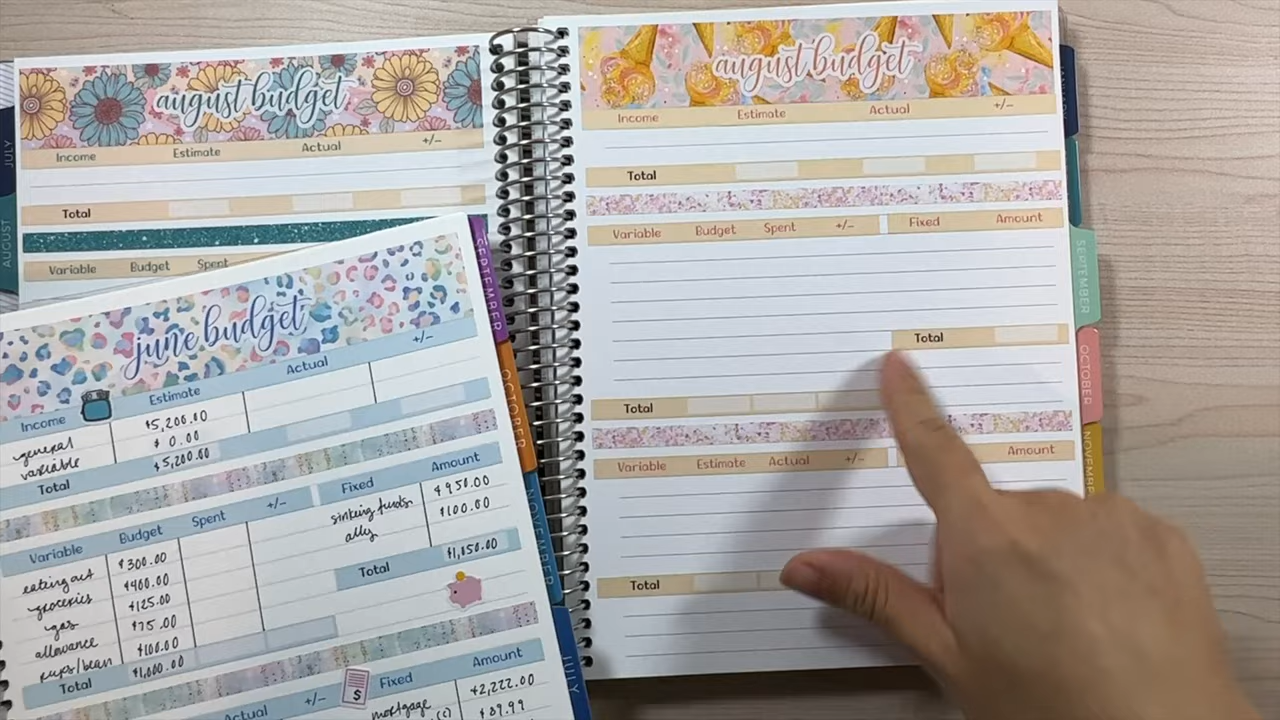 august budget
Income Estimate Actual +/-
Total
Variable Budget Spent
JULY
AUGUST
june budget
Income Estimate Actual +/-
general $5,200.00
variable $0.00
Total $5,200.00
Variable Budget Spent +/- Fixed Amount
eating out $300.00 sinking funds $950.00
groceries $400.00 ally $100.00
gas $125.00 Total $1,050.00
allowance $75.00
pups/bean $100.00
Total $1,000.00
Actual +/- Fixed Amount
mortgage $2,222.00
$89.99
$
SEPTEMBER
OCTOBER
NOVEMBER
JULY
august budget
Income Estimate Actual +/-
Total
Variable Budget Spent +/- Fixed Amount
Total
Total
Variable Estimate Actual +/- Amount
Total
SEPTEMBER
OCTOBER
NOVEMBE